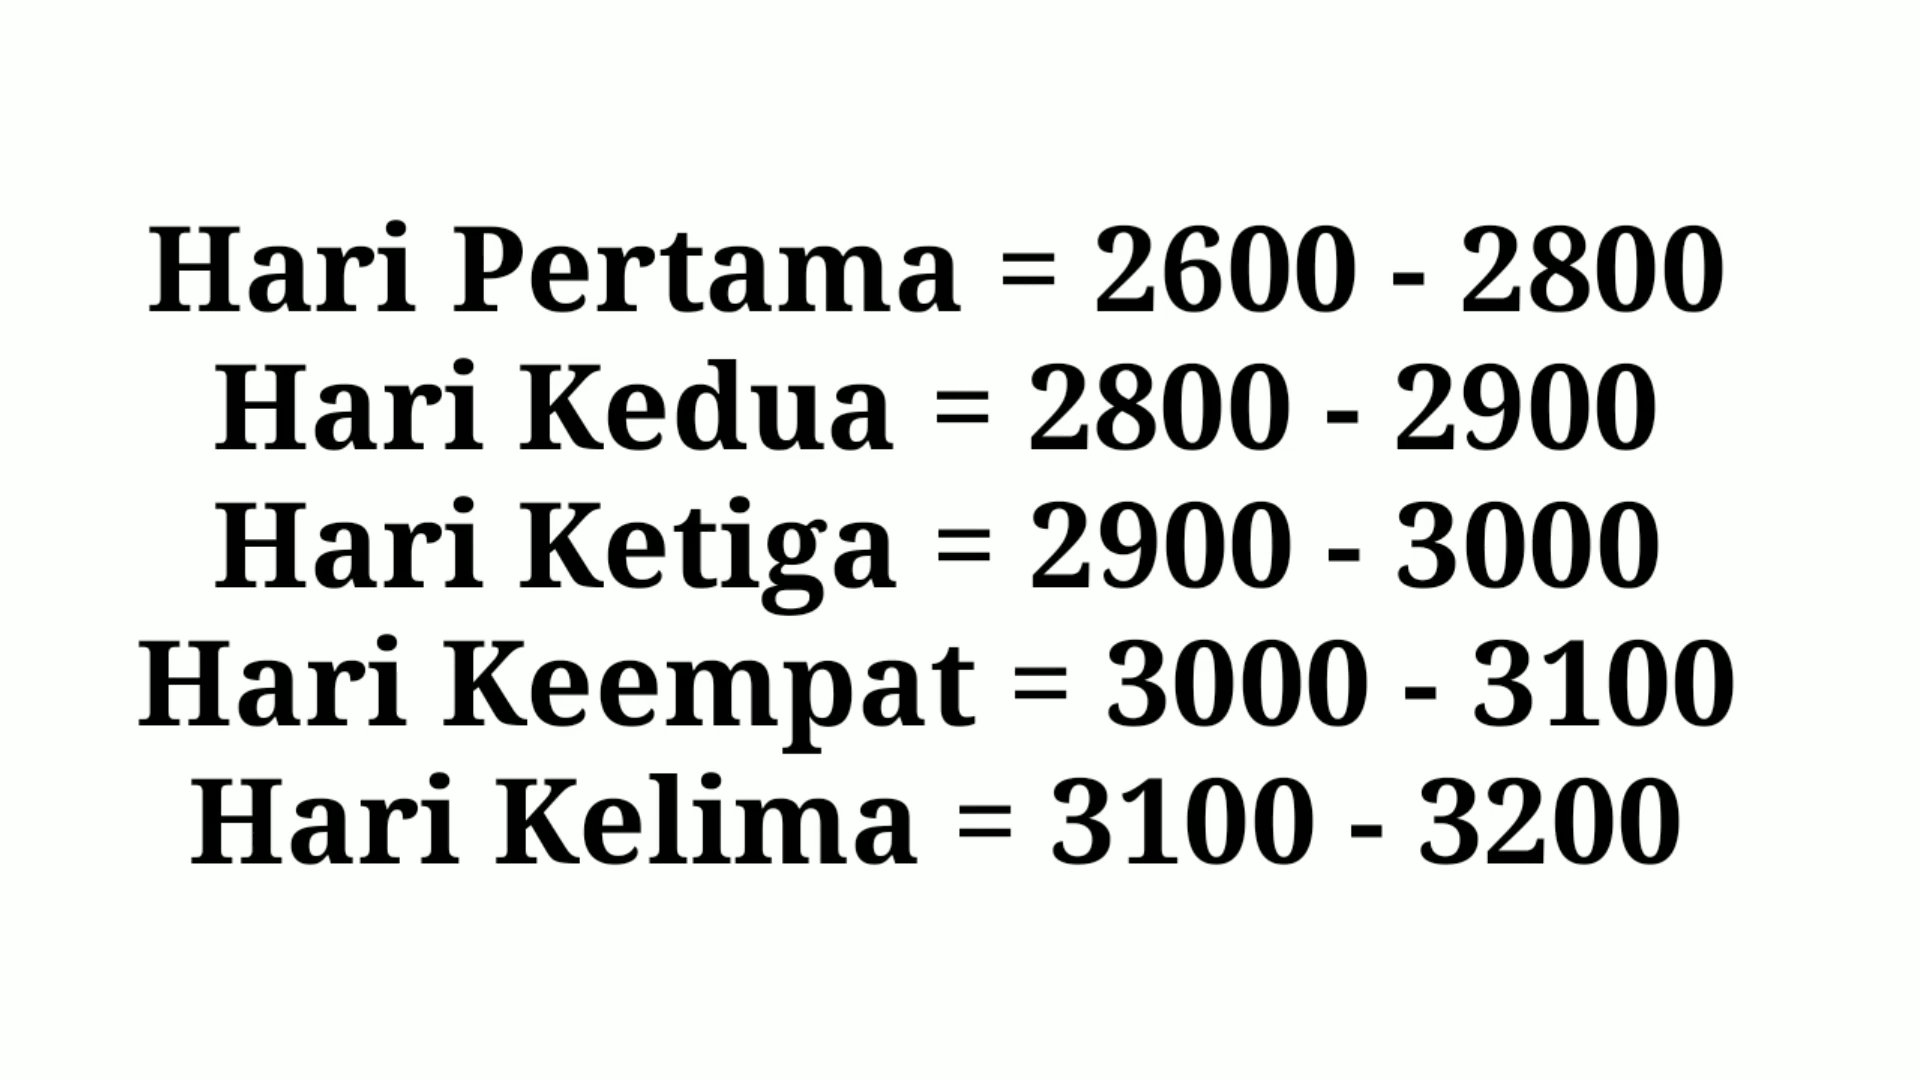 Hari Pertama = 2600 - 2800
Hari Kedua = 2800 - 2900
Hari Ketiga = 2900 - 3000
Hari Keempat = 3000 - 3100
Hari Kelima = 3100 - 3200